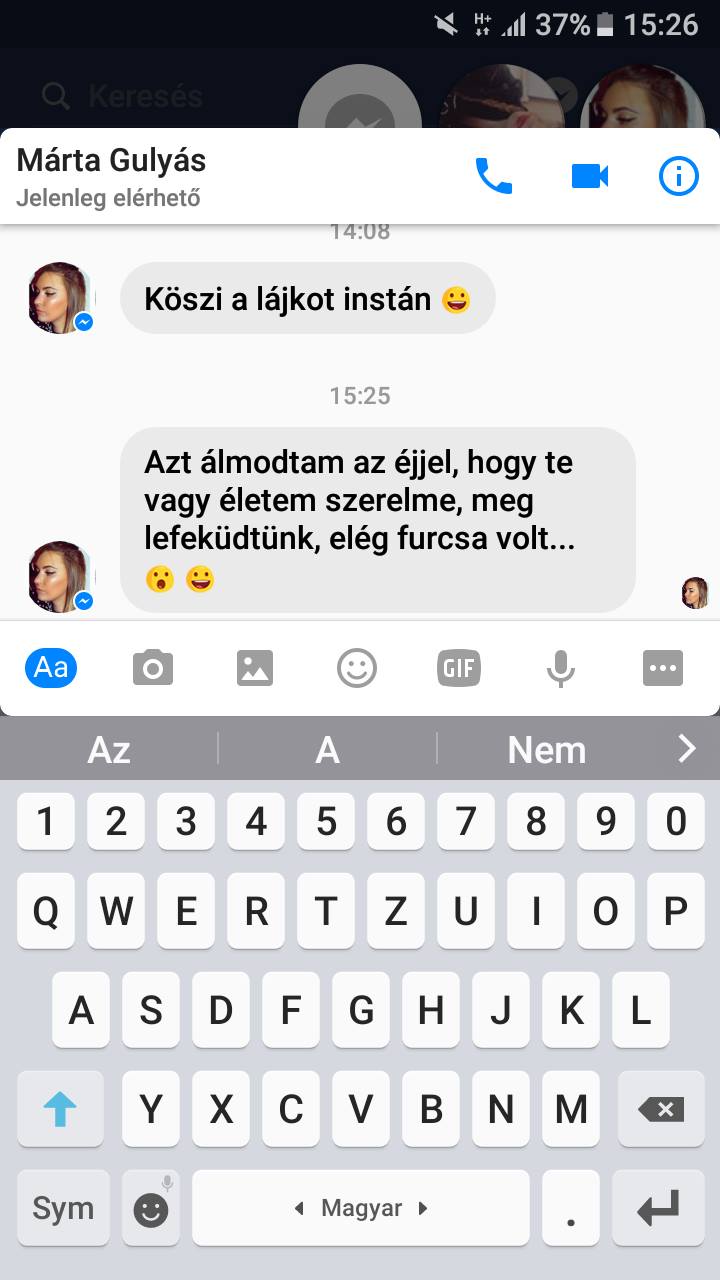 H+ 37% 15:26
Keresés
Márta Gulyás
Jelenleg elérhető
14:08
Köszi a lájkot instán 😀
15:25
Azt álmodtam az éjjel, hogy te
vagy életem szerelme, meg
lefeküdtünk, elég furcsa volt...
😮 😀
Aa GIF
Az A Nem
1 2 3 4 5 6 7 8 9 0
Q W E R T Z U I O P
A S D F G H J K L
Y X C V B N M
Sym Magyar .